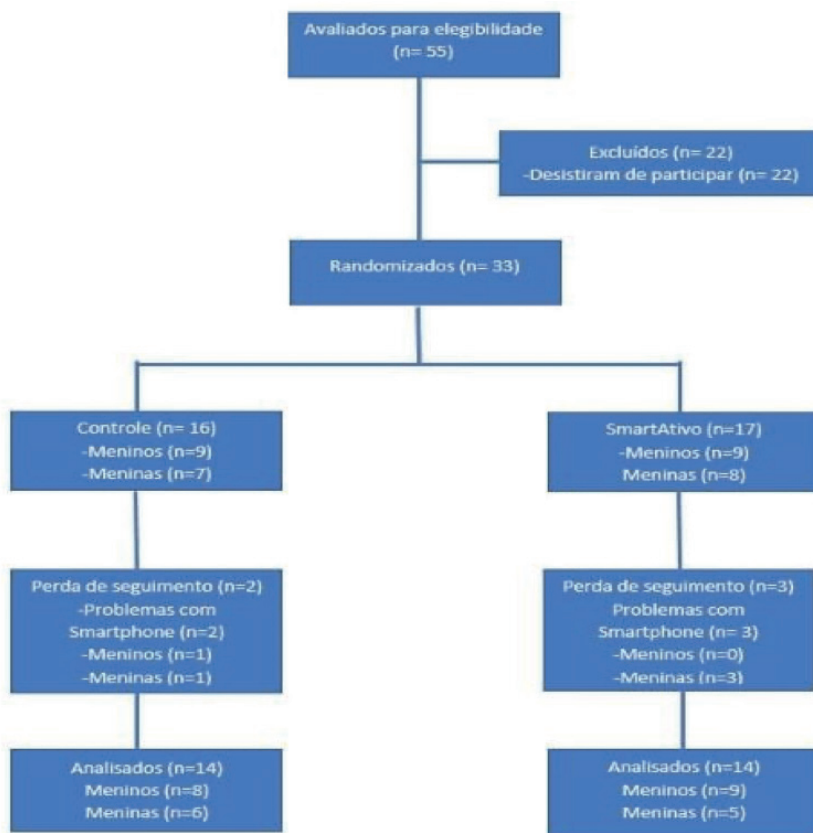 Avaliados para elegibilidade
(n= 55)
Excluídos (n= 22)
-Desistiram de participar (n= 22)
Randomizados (n= 33)
Controle (n= 16)
-Meninos (n=9)
-Meninas (n=7)
SmartAtivo (n=17)
-Meninos (n=9)
Meninas (n=8)
Perda de seguimento (n=2)
-Problemas com
Smartphone (n=2)
-Meninos (n=1)
-Meninas (n=1)
Perda de seguimento (n=3)
Problemas com
Smartphone (n= 3)
-Meninos (n=0)
-Meninas (n=3)
Analisados (n=14)
Meninos (n=8)
Meninas (n=6)
Analisados (n=14)
Meninos (n=9)
Meninas (n=5)